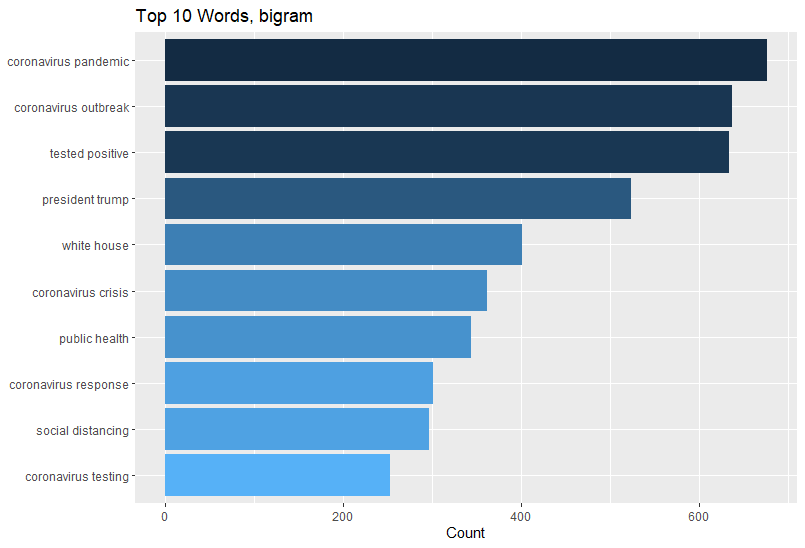 Top 10 Words, bigram
coronavirus pandemic
coronavirus outbreak
tested positive
president trump
white house
coronavirus crisis
public health
coronavirus response
social distancing
coronavirus testing
0 200 400 600
Count